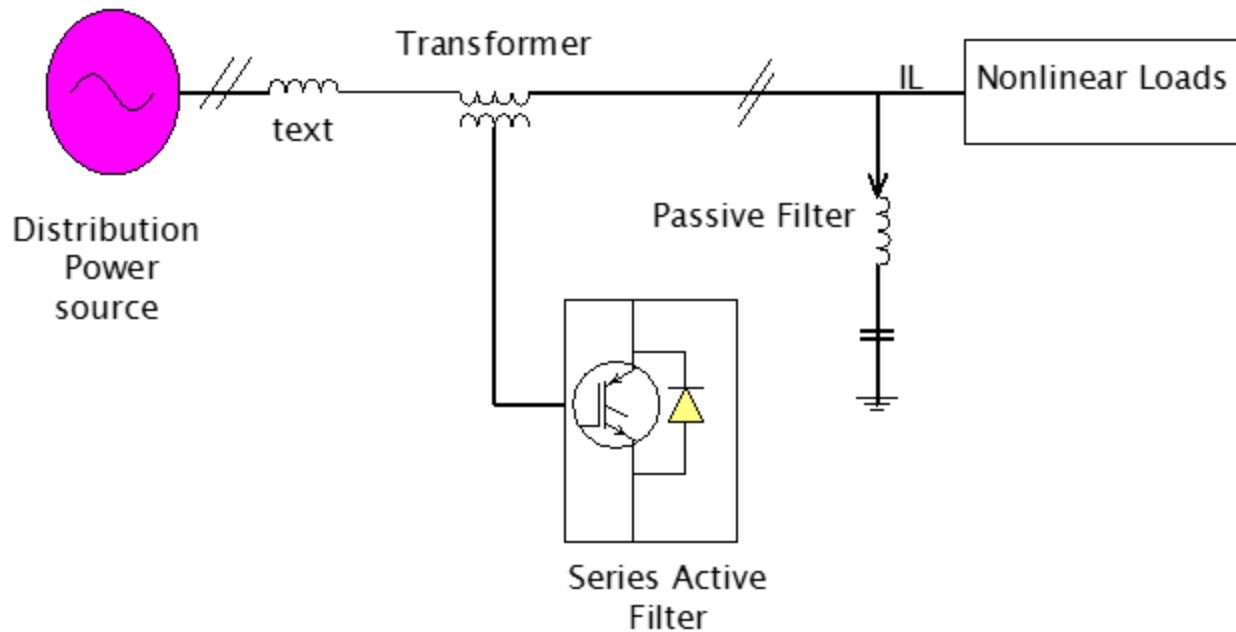 Transformer
IL
Nonlinear Loads
text
Passive Filter
Distribution
Power
source
Series Active
Filter